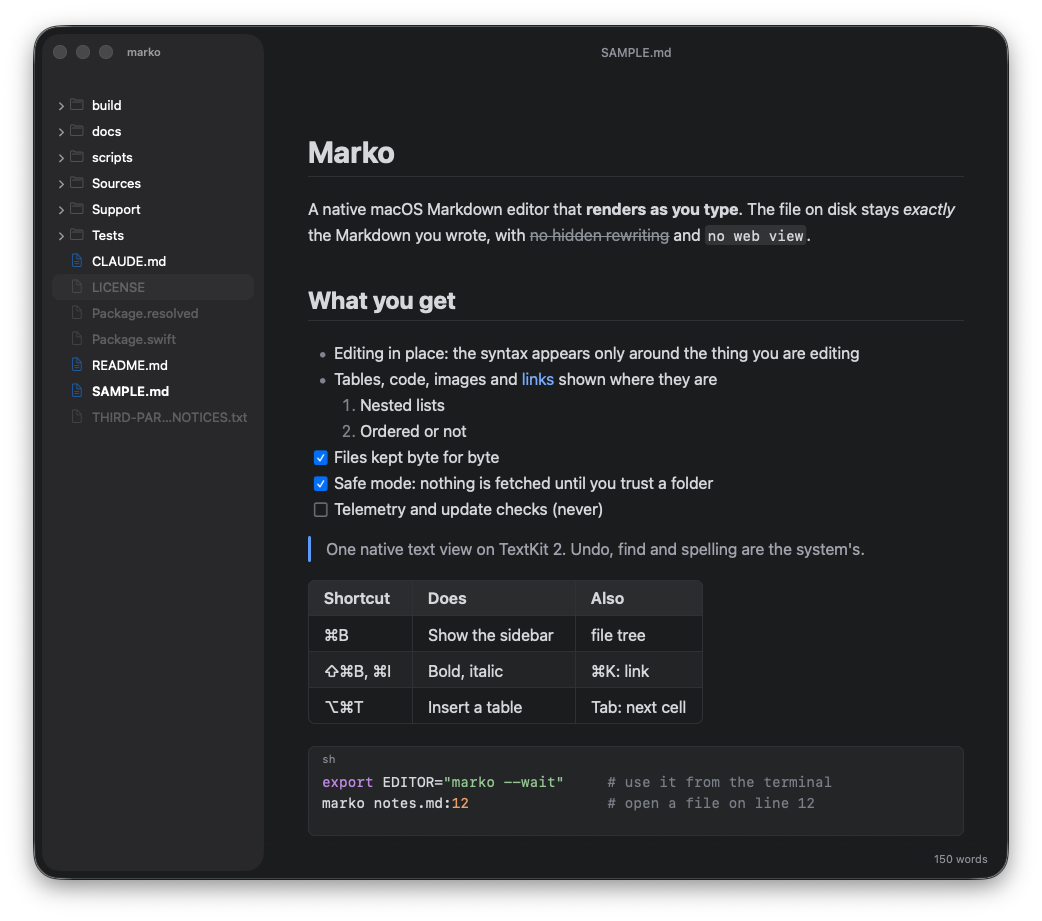 marko
SAMPLE.md
build
docs
scripts
Sources
Support
Tests
CLAUDE.md
LICENSE
Package.resolved
Package.swift
README.md
SAMPLE.md
THIRD-PAR...NOTICES.txt
Marko
A native macOS Markdown editor that renders as you type. The file on disk stays exactly
the Markdown you wrote, with no hidden rewriting and no web view.
What you get
• Editing in place: the syntax appears only around the thing you are editing
• Tables, code, images and links shown where they are
1. Nested lists
2. Ordered or not
Files kept byte for byte
Safe mode: nothing is fetched until you trust a folder
Telemetry and update checks (never)
One native text view on TextKit 2. Undo, find and spelling are the system's.
Shortcut Does Also
⌘B Show the sidebar file tree
⇧⌘B, ⌘I Bold, italic ⌘K: link
⌥⌘T Insert a table Tab: next cell
sh
export EDITOR="marko --wait" # use it from the terminal
marko notes.md:12 # open a file on line 12
150 words